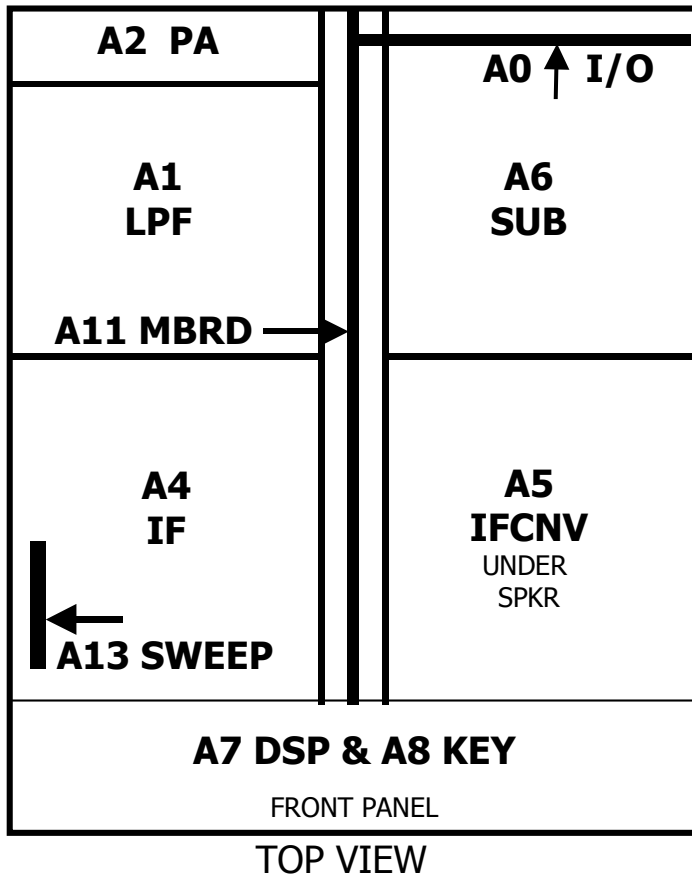 A2 PA
A0 I/O
A1
LPF
A6
SUB
A11 MBRD
A4
IF
A5
IFCNV
UNDER
SPKR
A13 SWEEP
A7 DSP & A8 KEY
FRONT PANEL
TOP VIEW